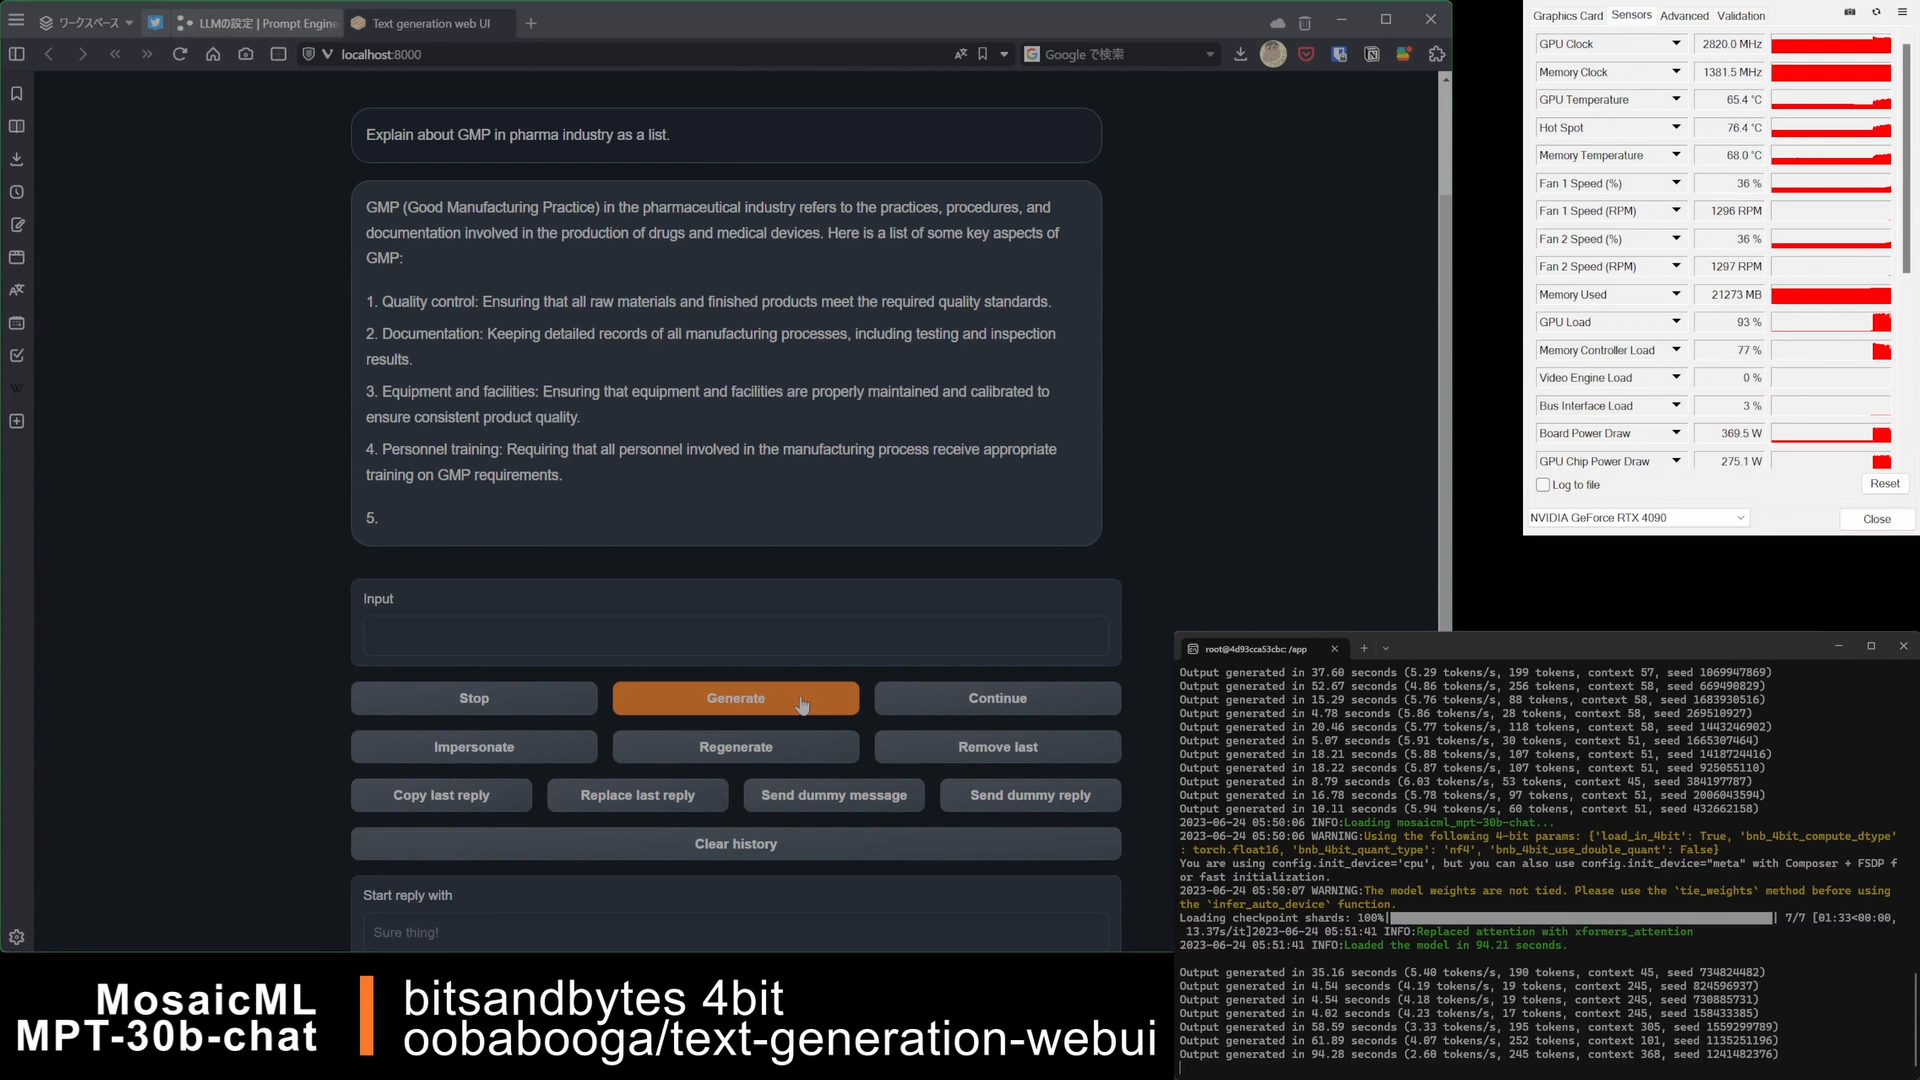 ワークスペース
LLMの設定 | Prompt Engine
Text generation web UI
localhost:8000
Google で検索
Explain about GMP in pharma industry as a list.
GMP (Good Manufacturing Practice) in the pharmaceutical industry refers to the practices, procedures, and
documentation involved in the production of drugs and medical devices. Here is a list of some key aspects of
GMP:
1. Quality control: Ensuring that all raw materials and finished products meet the required quality standards.
2. Documentation: Keeping detailed records of all manufacturing processes, including testing and inspection
results.
3. Equipment and facilities: Ensuring that equipment and facilities are properly maintained and calibrated to
ensure consistent product quality.
4. Personnel training: Requiring that all personnel involved in the manufacturing process receive appropriate
training on GMP requirements.
5.
Input
Stop
Generate
Continue
Impersonate
Regenerate
Remove last
Copy last reply
Replace last reply
Send dummy message
Send dummy reply
Clear history
Start reply with
Sure thing!
Graphics Card Sensors Advanced Validation
GPU Clock 2820.0 MHz
Memory Clock 1381.5 MHz
GPU Temperature 65.4 °C
Hot Spot 76.4 °C
Memory Temperature 68.0 °C
Fan 1 Speed (%) 36 %
Fan 1 Speed (RPM) 1296 RPM
Fan 2 Speed (%) 36 %
Fan 2 Speed (RPM) 1297 RPM
Memory Used 21273 MB
GPU Load 93 %
Memory Controller Load 77 %
Video Engine Load 0 %
Bus Interface Load 3 %
Board Power Draw 369.5 W
GPU Chip Power Draw 275.1 W
Log to file
Reset
NVIDIA GeForce RTX 4090
Close
root@4d93cca53cbc: /app
Output generated in 37.60 seconds (5.29 tokens/s, 199 tokens, context 57, seed 1069947869)
Output generated in 52.67 seconds (4.86 tokens/s, 256 tokens, context 58, seed 669490829)
Output generated in 15.29 seconds (5.76 tokens/s, 88 tokens, context 58, seed 1683930516)
Output generated in 4.78 seconds (5.86 tokens/s, 28 tokens, context 58, seed 269510927)
Output generated in 20.46 seconds (5.77 tokens/s, 118 tokens, context 58, seed 1443246902)
Output generated in 5.07 seconds (5.91 tokens/s, 30 tokens, context 51, seed 1665307464)
Output generated in 18.21 seconds (5.88 tokens/s, 107 tokens, context 51, seed 1418724416)
Output generated in 18.22 seconds (5.87 tokens/s, 107 tokens, context 51, seed 925055110)
Output generated in 8.79 seconds (6.03 tokens/s, 53 tokens, context 45, seed 384197787)
Output generated in 16.78 seconds (5.78 tokens/s, 97 tokens, context 51, seed 2006043594)
Output generated in 10.11 seconds (5.94 tokens/s, 60 tokens, context 51, seed 432662158)
2023-06-24 05:50:06 INFO:Loading mosaicml_mpt-30b-chat...
2023-06-24 05:50:06 WARNING:Using the following 4-bit params: {'load_in_4bit': True, 'bnb_4bit_compute_dtype'
: torch.float16, 'bnb_4bit_quant_type': 'nf4', 'bnb_4bit_use_double_quant': False}
You are using config.init_device='cpu', but you can also use config.init_device="meta" with Composer + FSDP f
or fast initialization.
2023-06-24 05:50:07 WARNING:The model weights are not tied. Please use the `tie_weights` method before using
the `infer_auto_device` function.
Loading checkpoint shards: 100%| | 7/7 [01:33<00:00,
13.37s/it]2023-06-24 05:51:41 INFO:Replaced attention with xformers_attention
2023-06-24 05:51:41 INFO:Loaded the model in 94.21 seconds.
Output generated in 35.16 seconds (5.40 tokens/s, 190 tokens, context 45, seed 734824482)
Output generated in 4.54 seconds (4.19 tokens/s, 19 tokens, context 245, seed 824596937)
Output generated in 4.54 seconds (4.18 tokens/s, 19 tokens, context 245, seed 730885731)
Output generated in 4.02 seconds (4.23 tokens/s, 17 tokens, context 245, seed 158433385)
Output generated in 58.59 seconds (3.33 tokens/s, 195 tokens, context 305, seed 1559299789)
Output generated in 61.89 seconds (4.07 tokens/s, 252 tokens, context 101, seed 1135251196)
Output generated in 94.28 seconds (2.60 tokens/s, 245 tokens, context 368, seed 1241482376)
MosaicML
MPT-30b-chat
bitsandbytes 4bit
oobabooga/text-generation-webui